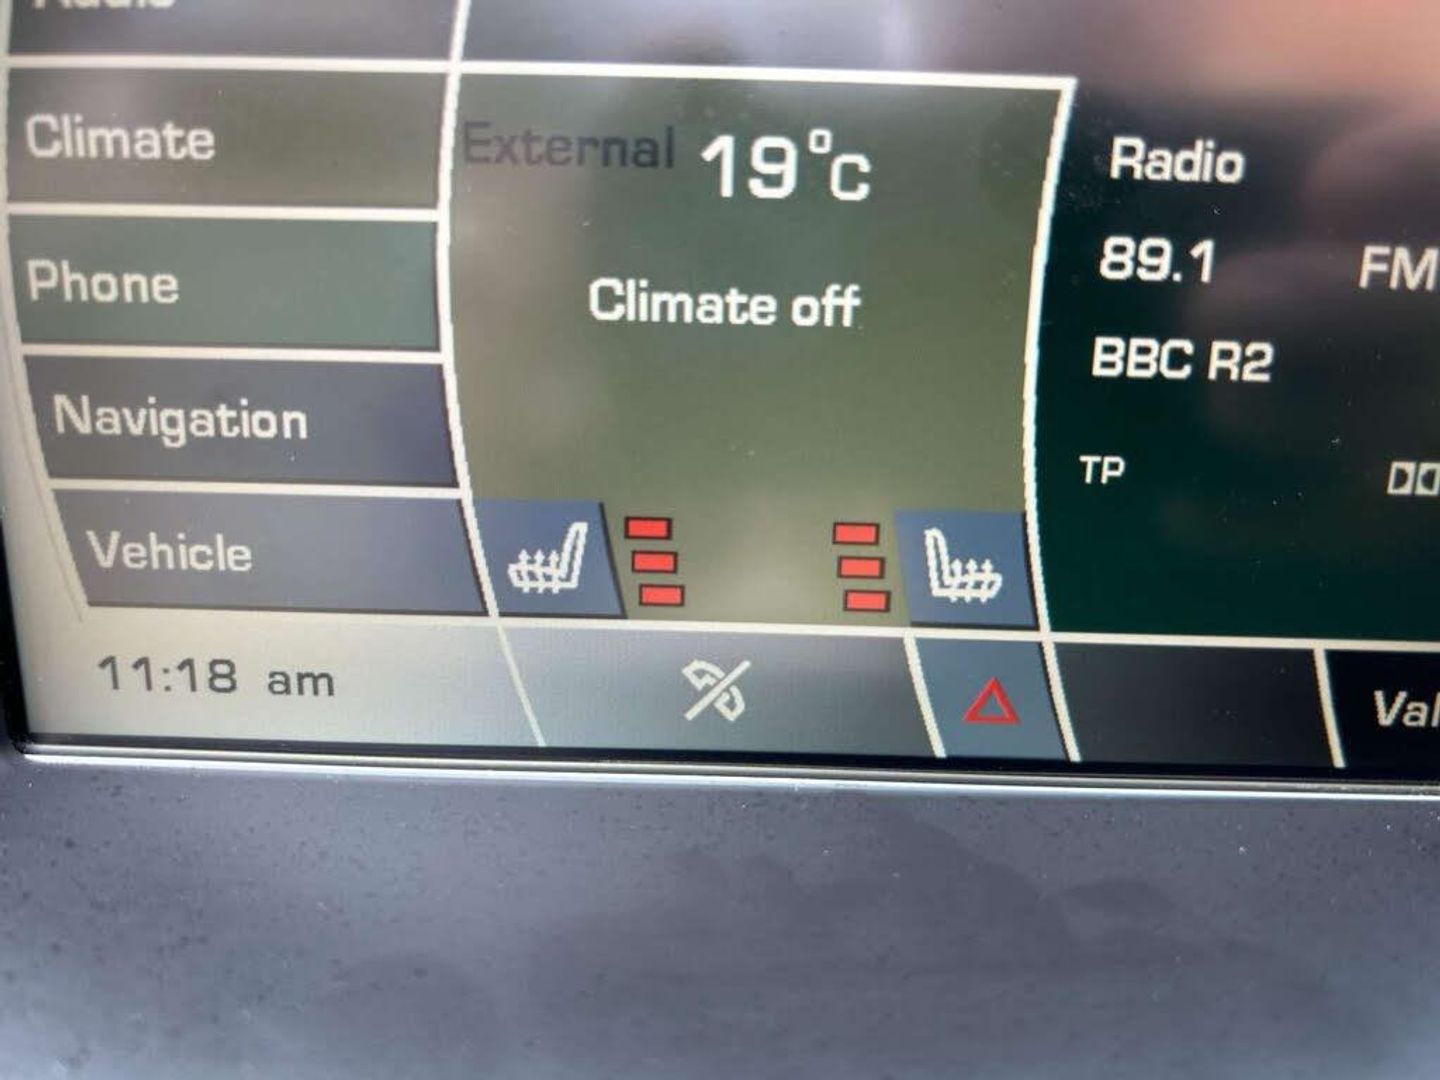 Climate
External 19°C
Climate off
Phone
Navigation
Vehicle
11:18 am
Radio
89.1 FM
BBC R2
TP